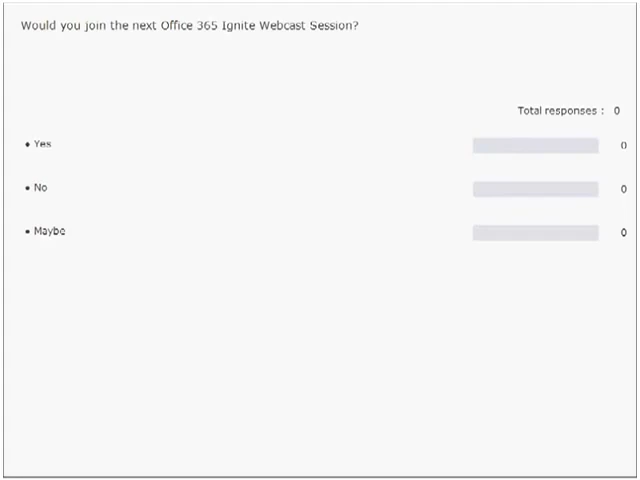 Would you join the next Office 365 Ignite Webcast Session?
Total responses : 0
• Yes 0
• No 0
• Maybe 0